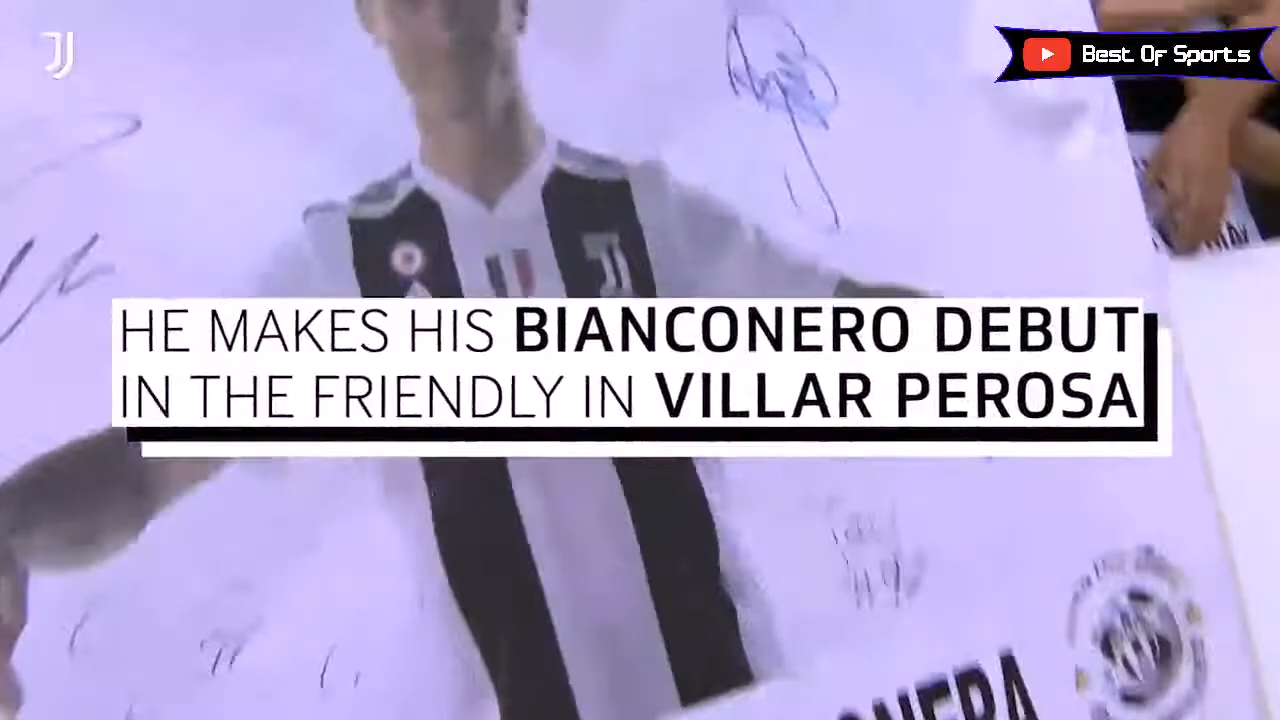 Best Of Sports
HE MAKES HIS BIANCONERO DEBUT
IN THE FRIENDLY IN VILLAR PEROSA